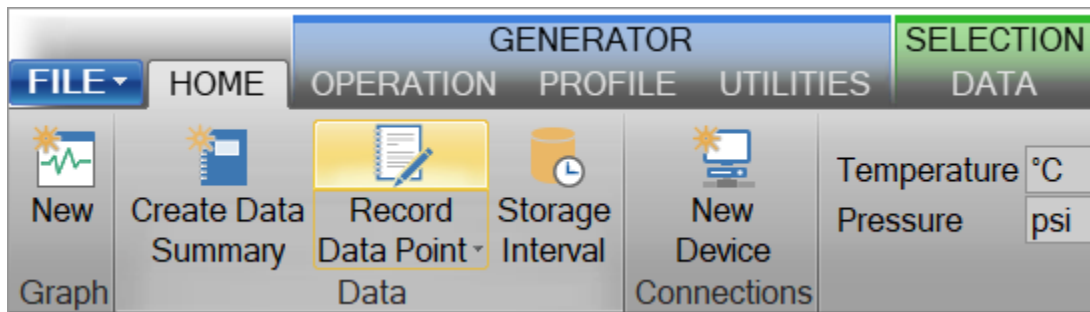 GENERATOR SELECTION
FILE HOME OPERATION PROFILE UTILITIES DATA
New
Graph
Create Data
Summary
Record
Data Point
Storage
Interval
Data
New
Device
Connections
Temperature °C
Pressure psi